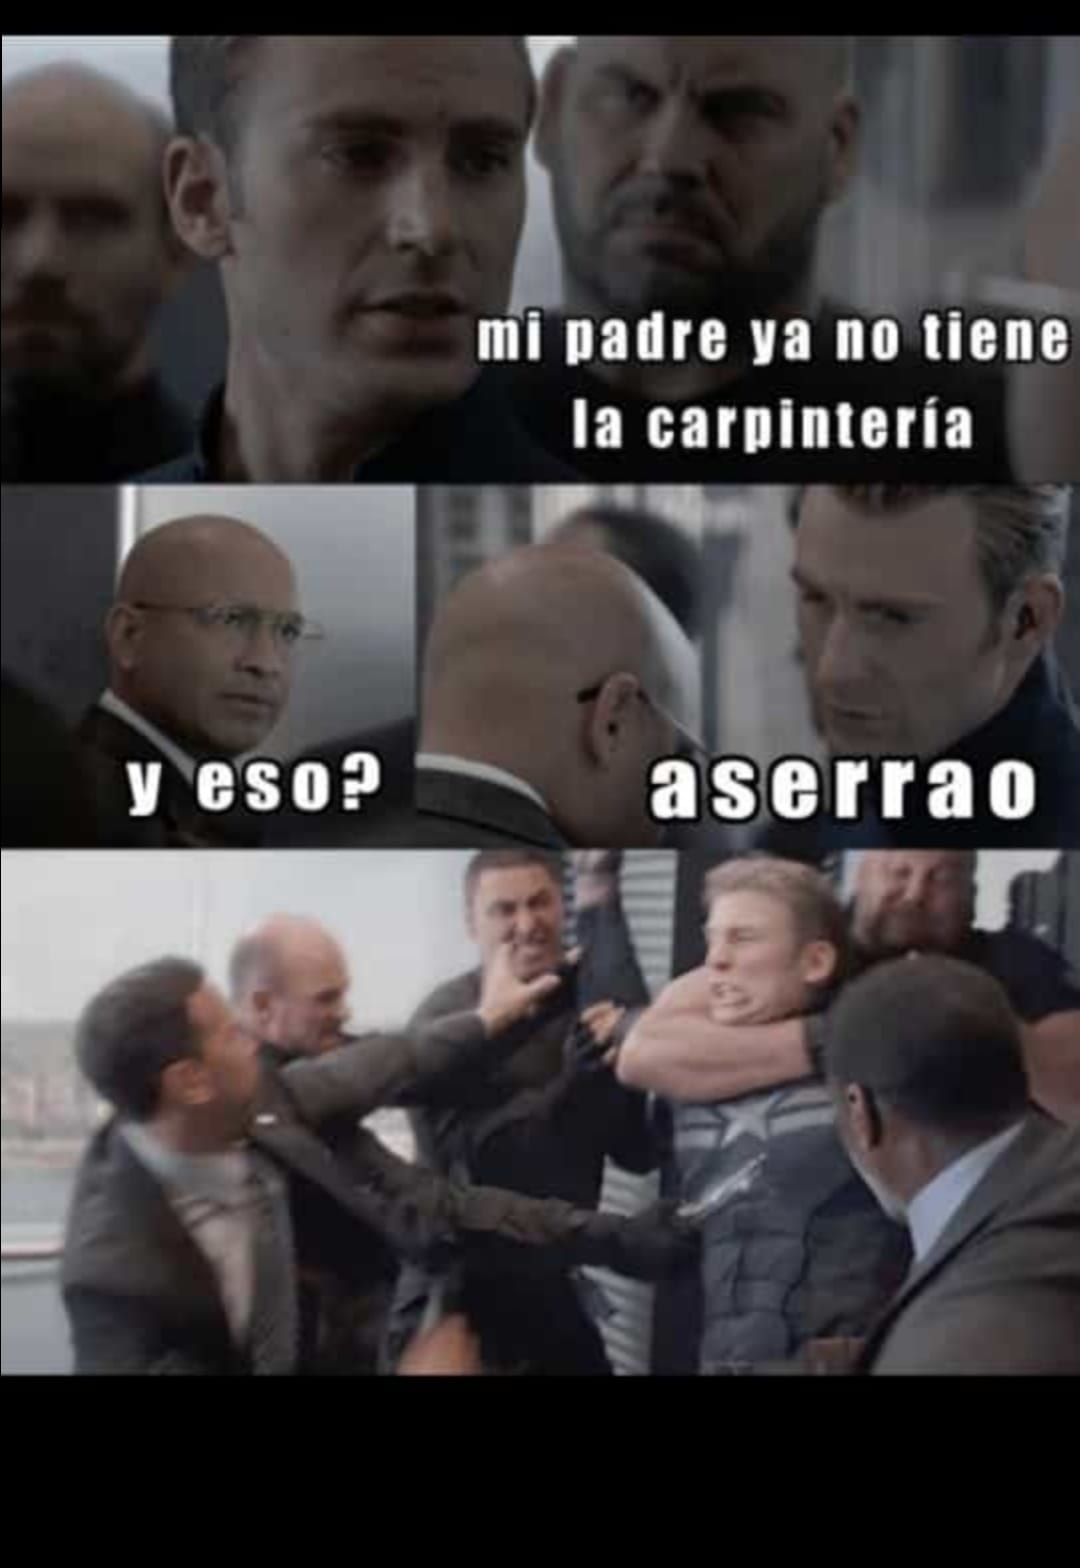 mi padre ya no tiene
la carpintería
y eso?
aserrao